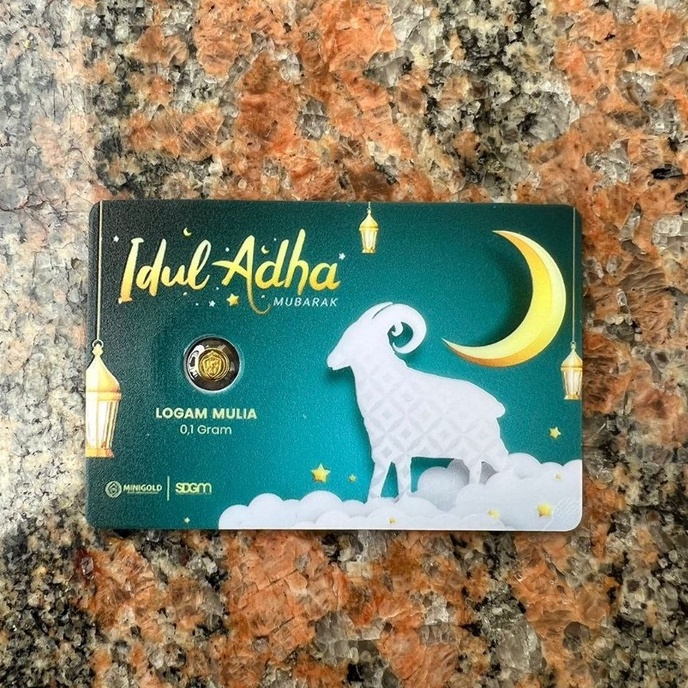 Idul Adha
MUBARAK
LOGAM MULIA
0,1 Gram
MINIGOLD
SDGM